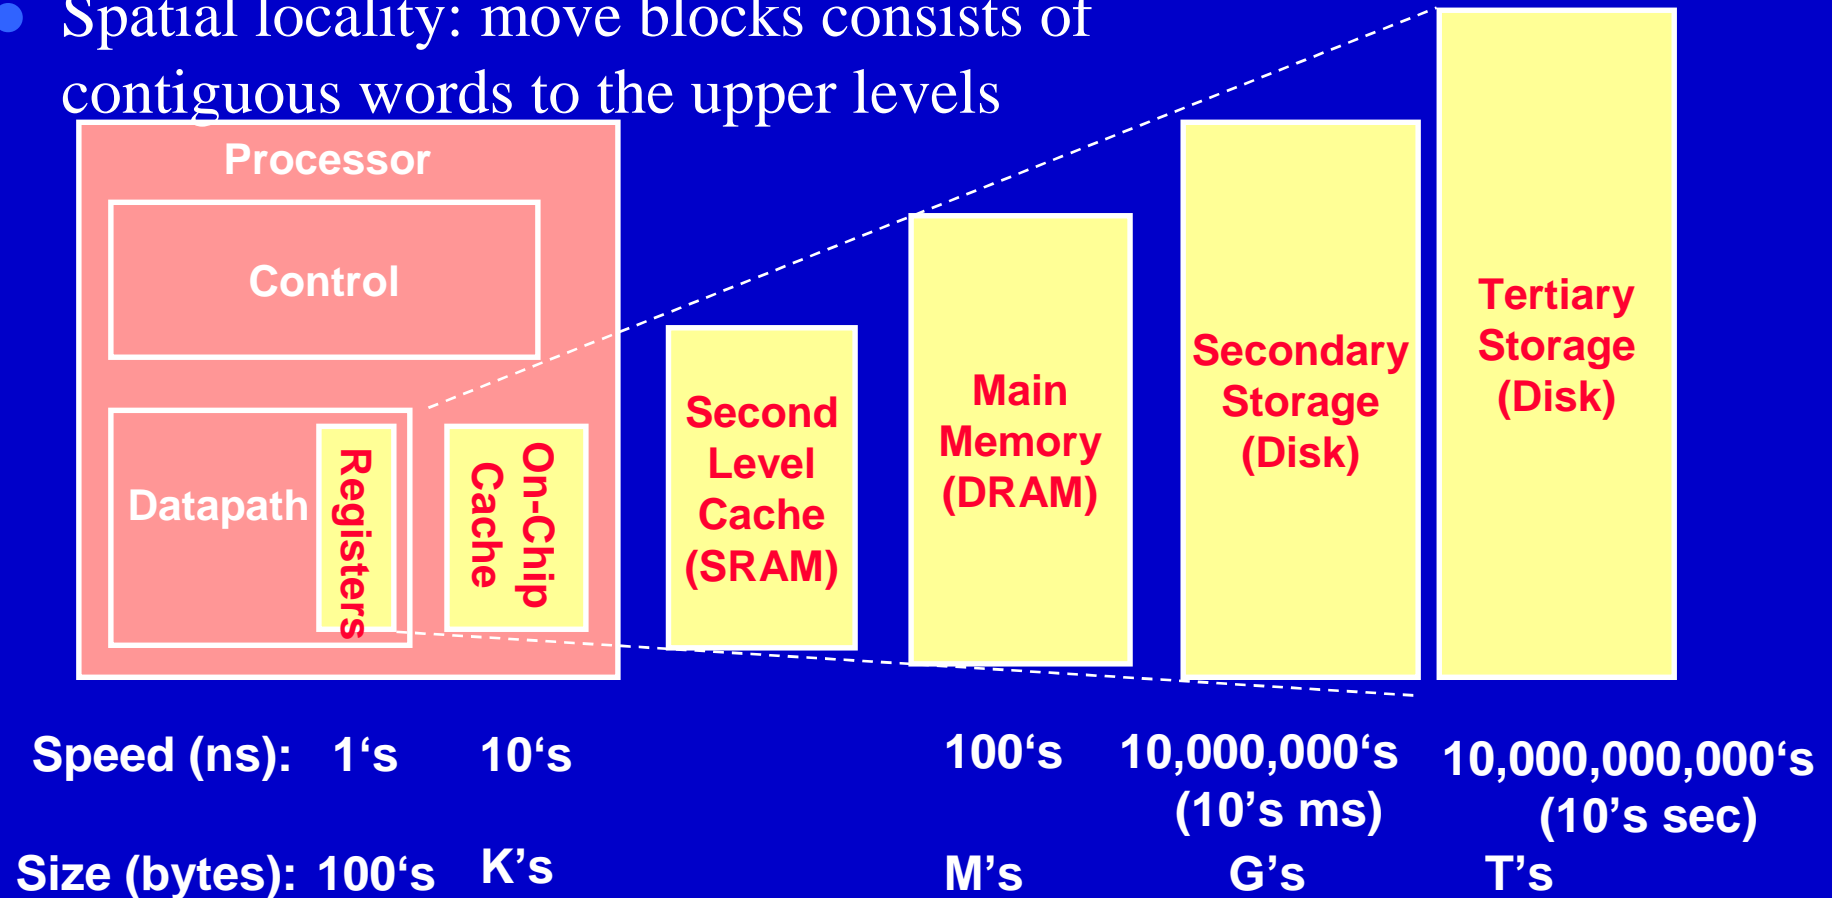 Spatial locality: move blocks consists of
contiguous words to the upper levels
Processor
Control
Datapath
Registers
On-Chip
Cache
Second
Level
Cache
(SRAM)
Main
Memory
(DRAM)
Secondary
Storage
(Disk)
Tertiary
Storage
(Disk)
Speed (ns): 1‘s 10‘s 100‘s 10,000,000‘s 10,000,000,000‘s
(10’s ms) (10’s sec)
Size (bytes): 100‘s K’s M’s G’s T’s